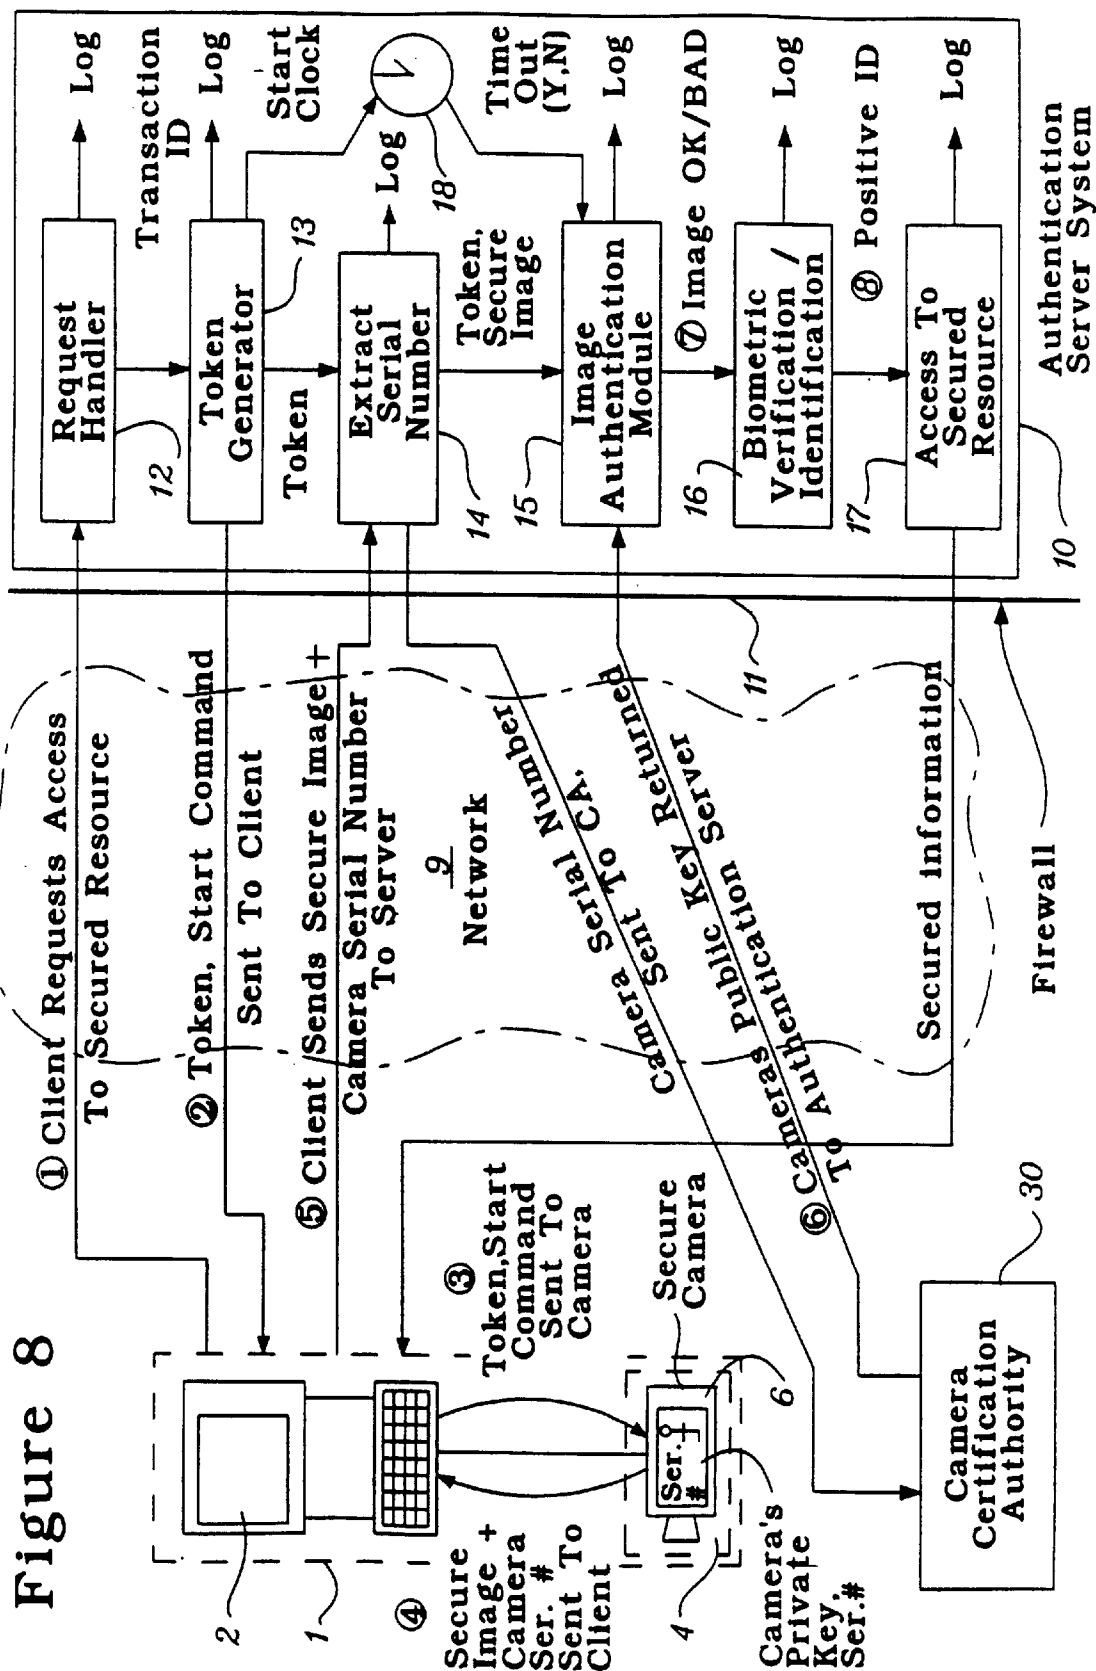 Figure 8
① Client Requests Access
To Secured Resource
② Token, Start Command
Sent To Client
⑤ Client Sends Secure Image +
Camera Serial Number
To Server
9
Network
Camera Serial Number
Sent To CA.
⑥ Cameras Public Key Returned
To Authentication Server
Secured information
Firewall
11
③
Token,Start
Command
Sent To
Camera
Secure
Camera
6
④
Secure
Image +
Camera
Ser. #
Sent To
Client
2
1
4
Ser.
#
Camera's
Private
Key,
Ser.#
30
Camera
Certification
Authority
Request
Handler
12
Log
Transaction
ID
Token
Generator
13
Log
Start
Clock
Token
V
18
Extract
Serial
Number
14
Log
Time
Out
(Y,N)
Token,
Secure
Image
Image
Authentication
Module
15
Log
⑦ Image OK/BAD
Biometric
Verification /
Identification
16
Log
⑧ Positive ID
Access To
Secured
Resource
17
Log
10
Authentication
Server System